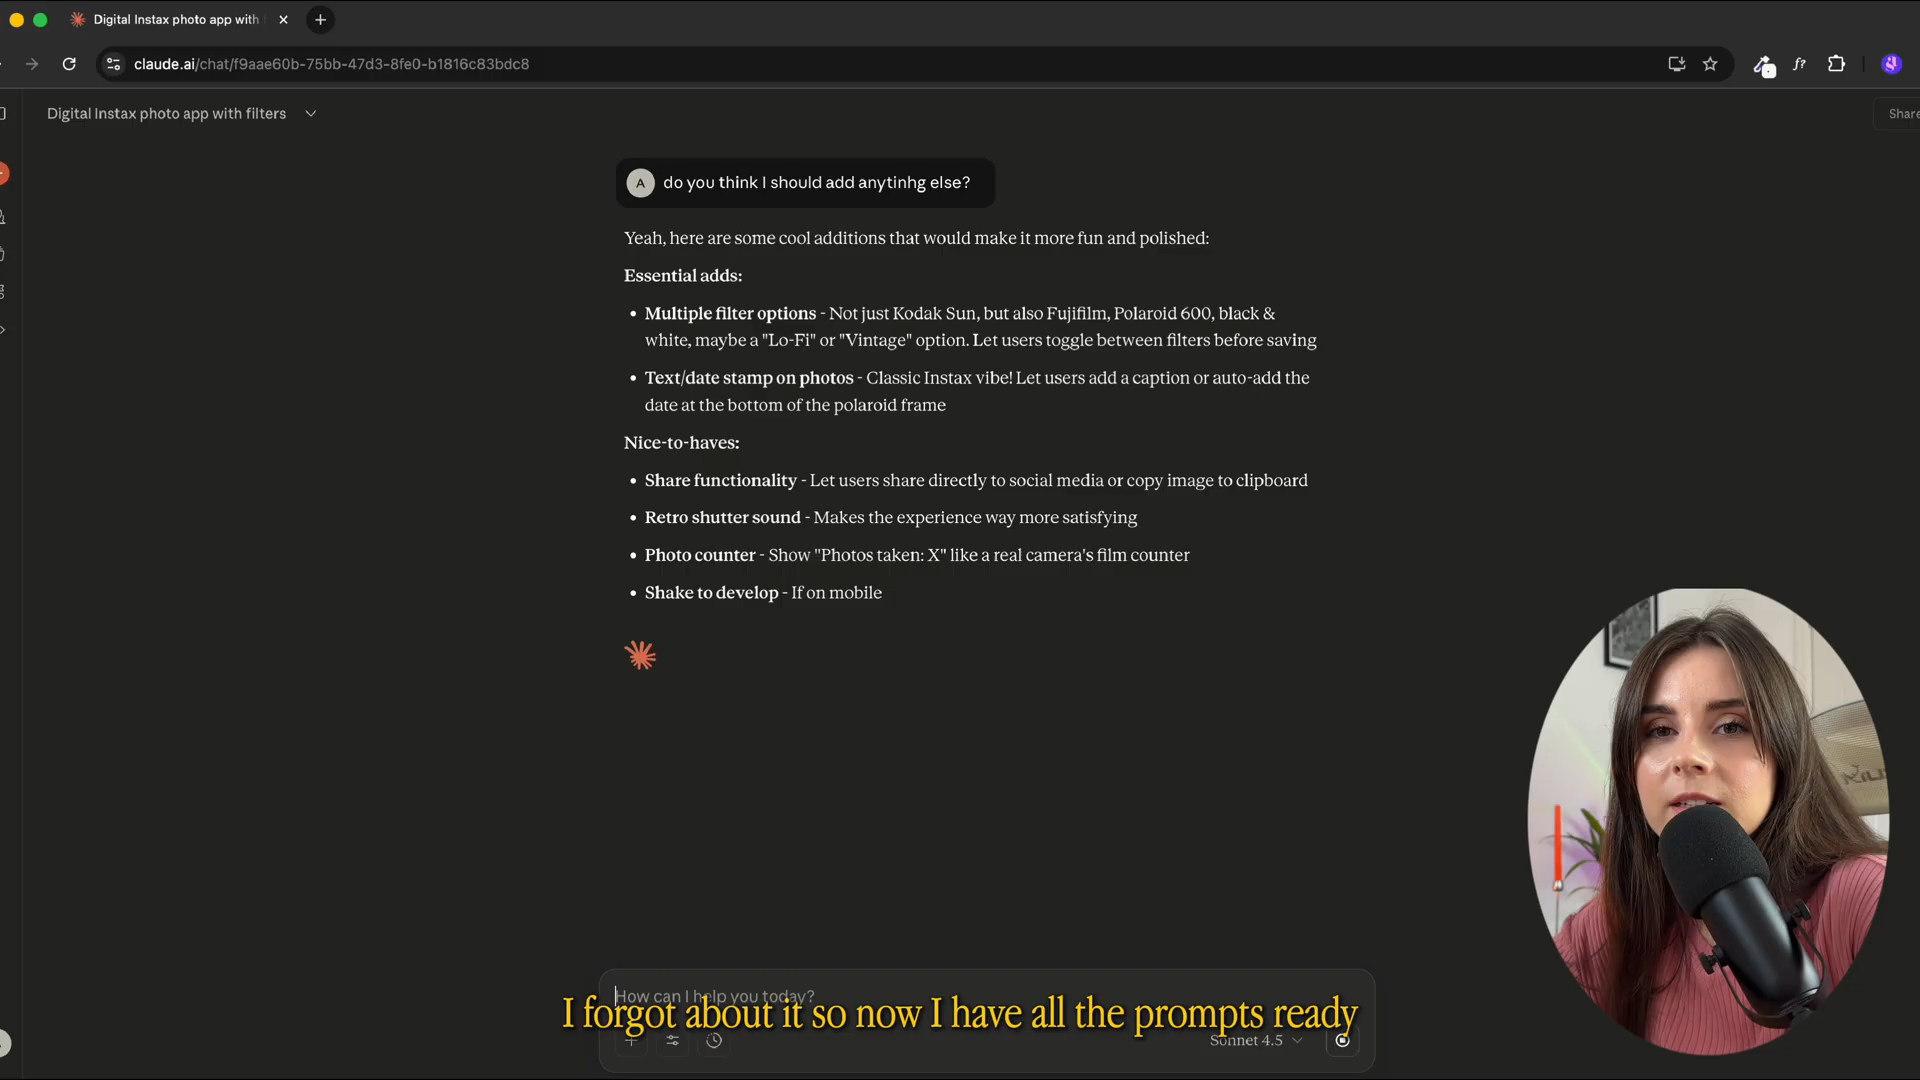 Digital Instax photo app with
claude.ai/chat/f9aae60b-75bb-47d3-8fe0-b1816c83bdc8
f?
Digital Instax photo app with filters
Share
A
do you think I should add anytinhg else?
Yeah, here are some cool additions that would make it more fun and polished:
Essential adds:
• Multiple filter options - Not just Kodak Sun, but also Fujifilm, Polaroid 600, black &
white, maybe a "Lo-Fi" or "Vintage" option. Let users toggle between filters before saving
• Text/date stamp on photos - Classic Instax vibe! Let users add a caption or auto-add the
date at the bottom of the polaroid frame
Nice-to-haves:
• Share functionality - Let users share directly to social media or copy image to clipboard
• Retro shutter sound - Makes the experience way more satisfying
• Photo counter - Show "Photos taken: X" like a real camera's film counter
• Shake to develop - If on mobile
How can I help you today?
I forgot about it so now I have all the prompts ready
Sonnet 4.5